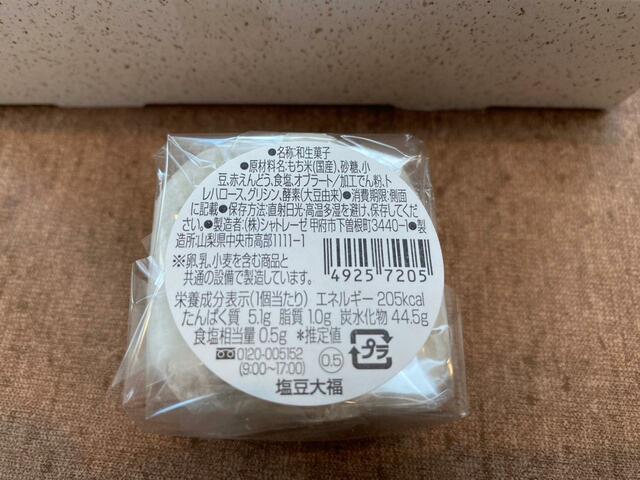 ●名称:和生菓子
●原材料名:もち米(国産)、砂糖、小
豆、赤えんどう、食塩、オブラート/加工でん粉、ト
レハロース、グリシン、酵素(大豆由来)●消費期限:側面
に記載●保存方法:直射日光・高温多湿を避け、保存してくだ
さい。●製造者:(株)シャトレーゼ 甲府市下曽根町3440-1●製
造所:山梨県中央市高部1111-1
※卵、乳、小麦を含む商品と
共通の設備で製造しています。
4925 7205
栄養成分表示(1個当たり) エネルギー 205kcal
たんぱく質 5.1g 脂質 1.0g 炭水化物 44.5g
食塩相当量 0.5g *推定値
プラ
0120-005152
(9:00~17:00)
0.5
塩豆大福